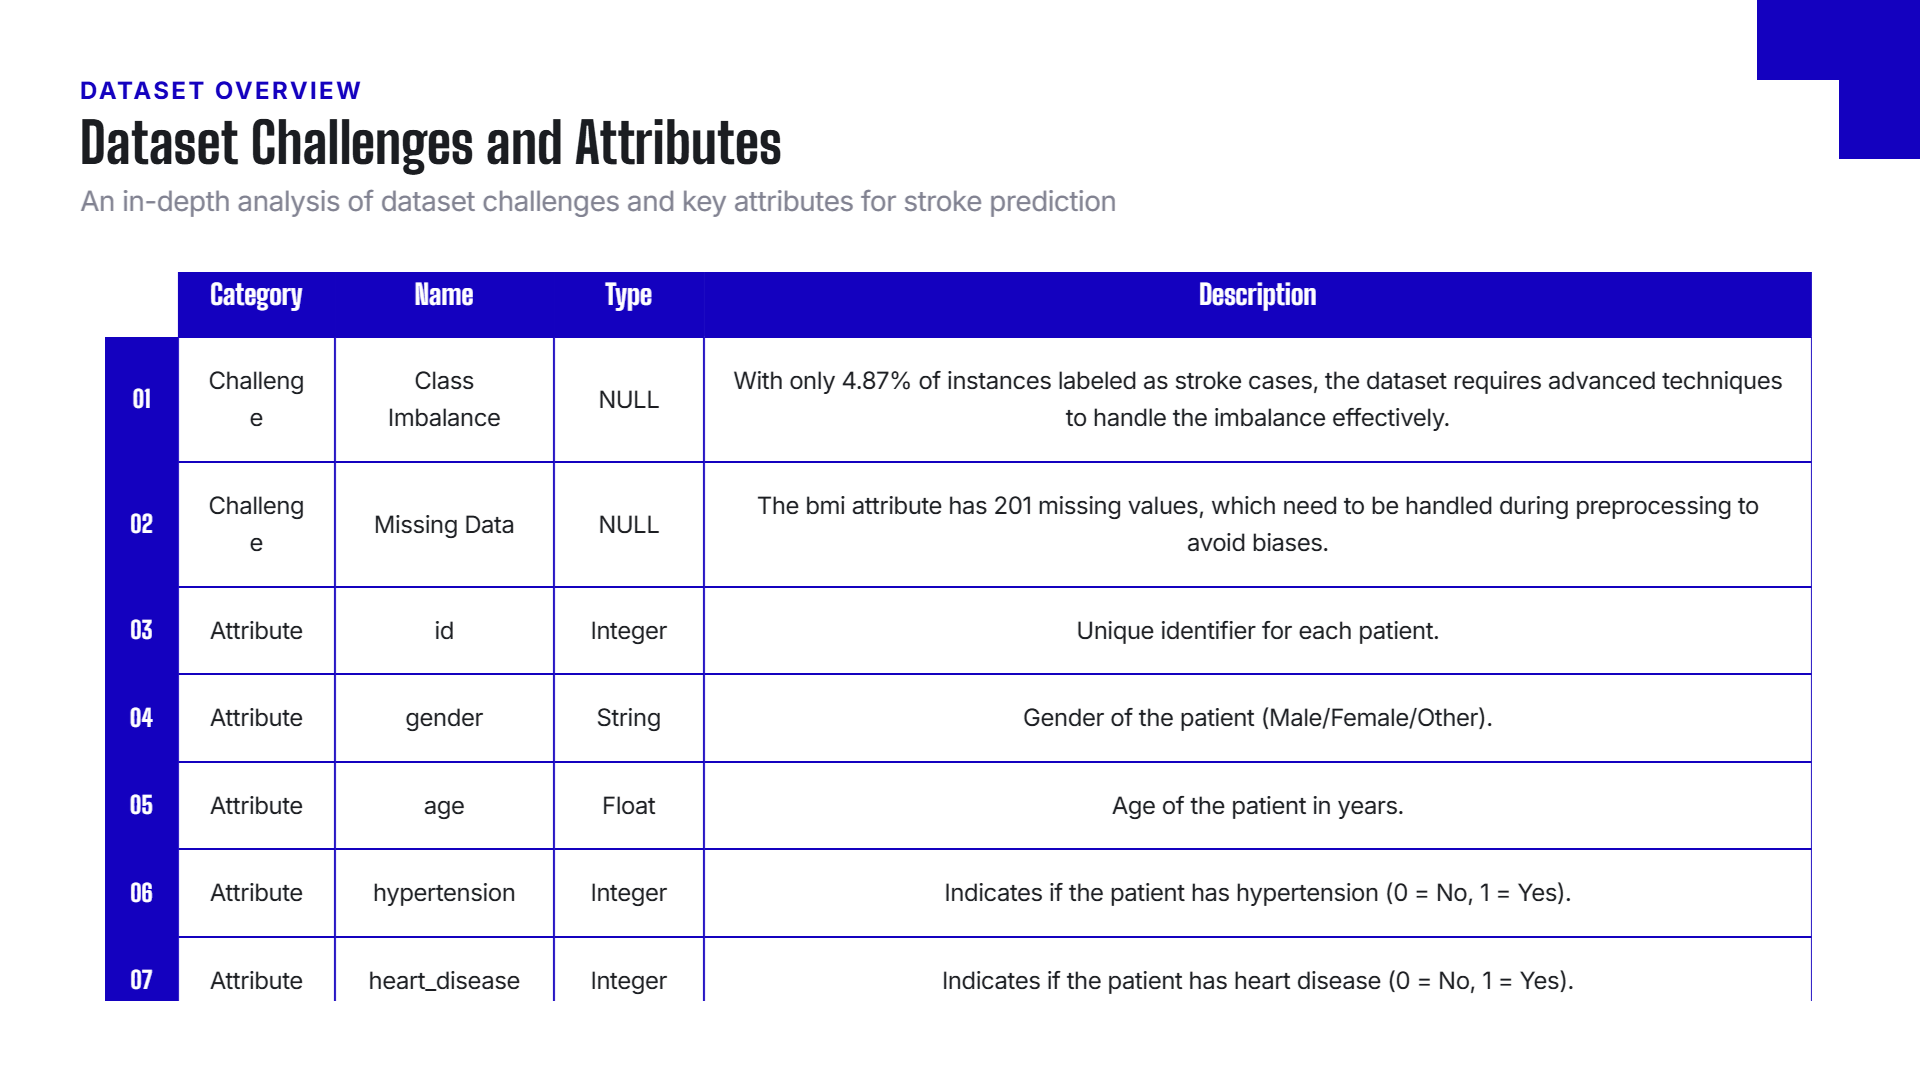 DATASET OVERVIEW
Dataset Challenges and Attributes
An in-depth analysis of dataset challenges and key attributes for stroke prediction
Category Name Type Description
01 Challeng
e Class
Imbalance NULL With only 4.87% of instances labeled as stroke cases, the dataset requires advanced techniques
to handle the imbalance effectively.
02 Challeng
e Missing Data NULL The bmi attribute has 201 missing values, which need to be handled during preprocessing to
avoid biases.
03 Attribute id Integer Unique identifier for each patient.
04 Attribute gender String Gender of the patient (Male/Female/Other).
05 Attribute age Float Age of the patient in years.
06 Attribute hypertension Integer Indicates if the patient has hypertension (0 = No, 1 = Yes).
07 Attribute heart_disease Integer Indicates if the patient has heart disease (0 = No, 1 = Yes).